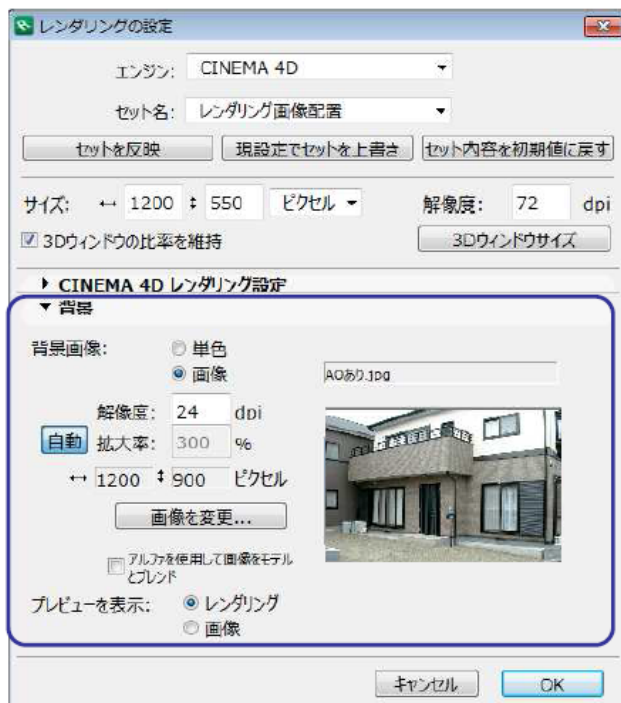 レンダリングの設定
エンジン: CINEMA 4D
セット名: レンダリング画像配置
セットを反映 現設定でセットを上書き セット内容を初期値に戻す
サイズ: ↔ 1200 ↕ 550 ピクセル 解像度: 72 dpi
3Dウィンドウの比率を維持 3Dウィンドウサイズ
CINEMA 4D レンダリング設定
背景
背景画像: 単色
画像 AOあり.jpg
解像度: 24 dpi
自動 拡大率: 300 %
↔ 1200 ↕ 900 ピクセル
画像を変更...
アルファを使用して画像をモデル
とブレンド
プレビューを表示: レンダリング
画像
キャンセル OK